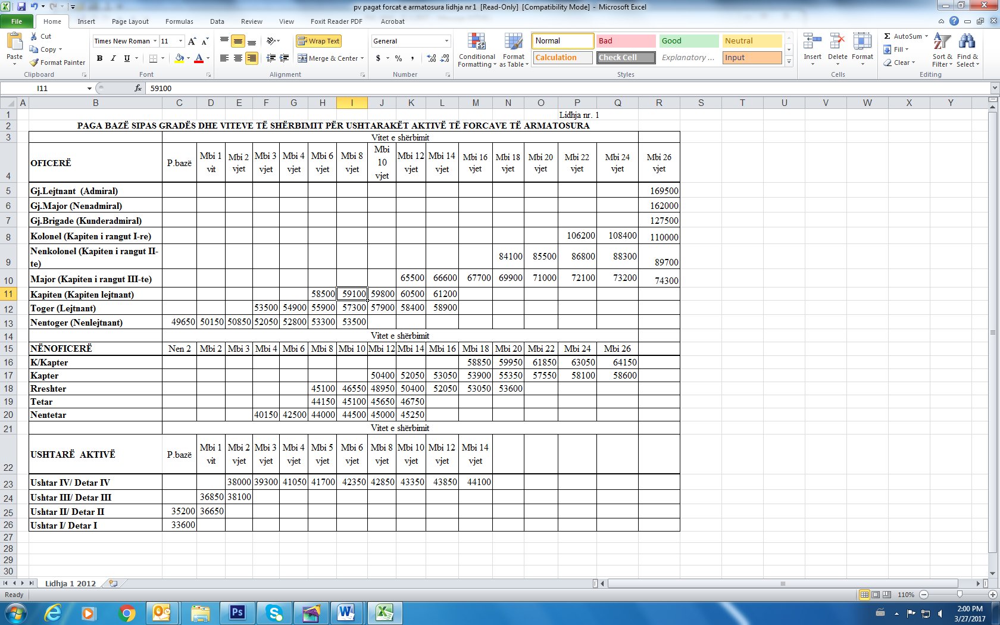 pv pagat forcat e armatosura lidhja nr1 [Read-Only] [Compatibility Mode] - Microsoft Excel
File Home Insert Page Layout Formulas Data Review View Foxit Reader PDF Acrobat
Paste Cut Copy Format Painter
Times New Roman 11
B I U A
Wrap Text
Merge & Center
General
$ % ,
Conditional Formatting Format as Table
Normal Bad Good Neutral
Calculation Check Cell Explanatory ... Input
Insert Delete Format
Σ AutoSum Fill Clear Sort & Filter Find & Select
Clipboard Font Alignment Number Styles Cells Editing
I11 fx 59100
A B C D E F G H I J K L M N O P Q R S T U V W X Y
1 Lidhja nr. 1
2 PAGA BAZË SIPAS GRADËS DHE VITEVE TË SHËRBIMIT PËR USHTARAKËT AKTIVË TË FORCAVE TË ARMATOSURA
3 Vitet e shërbimit
4 OFICERË P.bazë Mbi 1 vit Mbi 2 vjet Mbi 3 vjet Mbi 4 vjet Mbi 6 vjet Mbi 8 vjet Mbi 10 vjet Mbi 12 vjet Mbi 14 vjet Mbi 16 vjet Mbi 18 vjet Mbi 20 vjet Mbi 22 vjet Mbi 24 vjet Mbi 26 vjet
5 Gj.Lejtnant (Admiral) 169500
6 Gj.Major (Nenadmiral) 162000
7 Gj.Brigade (Kunderadmiral) 127500
8 Kolonel (Kapiten i rangut I-re) 106200 108400 110000
9 Nenkolonel (Kapiten i rangut II-te) 84100 85500 86800 88300 89700
10 Major (Kapiten i rangut III-te) 65500 66600 67700 69900 71000 72100 73200 74300
11 Kapiten (Kapiten lejtnant) 58500 59100 59800 60500 61200
12 Toger (Lejtnant) 53500 54900 55900 57300 57900 58400 58900
13 Nentoger (Nenlejtnant) 49650 50150 50850 52050 52800 53300 53500
14 Vitet e shërbimit
15 NËNOFICERË Nen 2 Mbi 2 Mbi 3 Mbi 4 Mbi 6 Mbi 8 Mbi 10 Mbi 12 Mbi 14 Mbi 16 Mbi 18 Mbi 20 Mbi 22 Mbi 24 Mbi 26
16 K/Kapter 58850 59950 61850 63050 64150
17 Kapter 50400 52050 53050 53900 55350 57550 58100 58600
18 Rreshter 45100 46550 48950 50400 52050 53050 53600
19 Tetar 44150 45100 45650 46750
20 Nentetar 40150 42500 44000 44500 45000 45250
21 Vitet e shërbimit
22 USHTARË AKTIVË P.bazë Mbi 1 vit Mbi 2 vjet Mbi 3 vjet Mbi 4 vjet Mbi 5 vjet Mbi 6 vjet Mbi 8 vjet Mbi 10 vjet Mbi 12 vjet Mbi 14 vjet
23 Ushtar IV/ Detar IV 38000 39300 41050 41700 42350 42850 43350 43850 44100
24 Ushtar III/ Detar III 36850 38100
25 Ushtar II/ Detar II 35200 36650
26 Ushtar I/ Detar I 33600
27
28
29
30
Lidhja 1 2012
Ready 110%
2:00 PM
3/27/2017